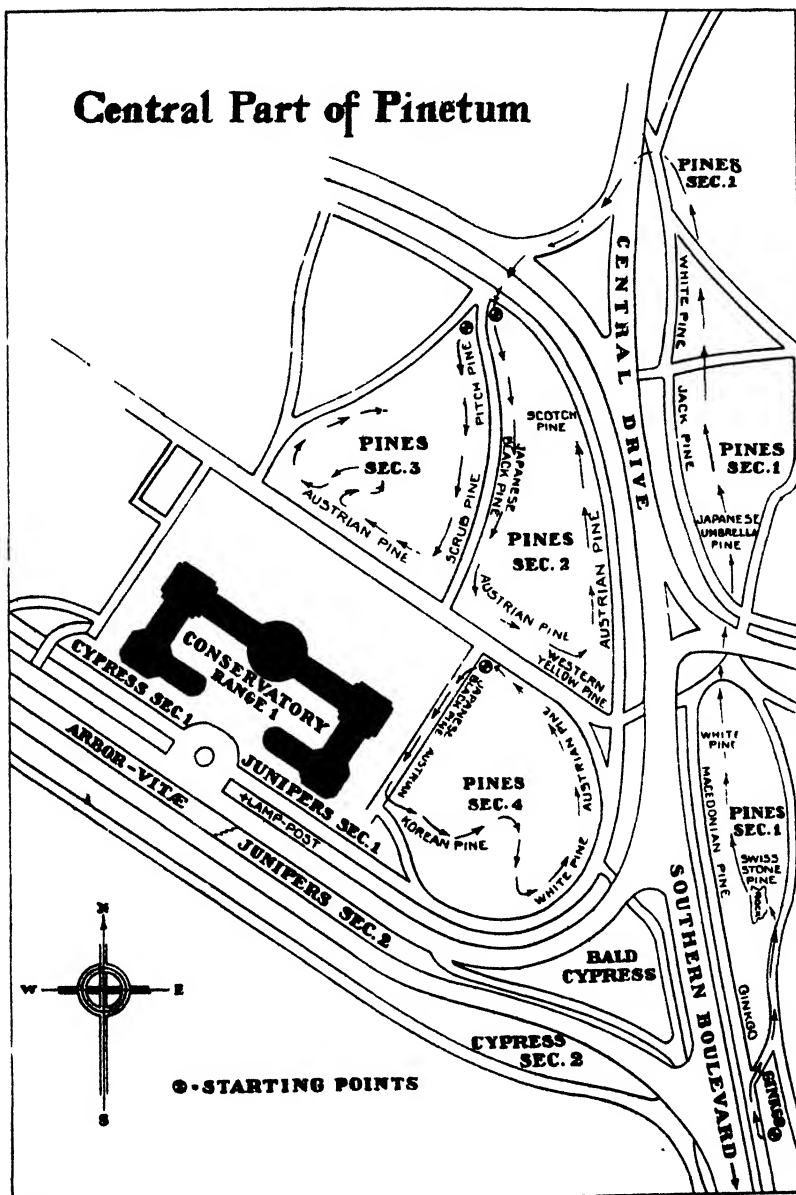 Central Part of Pinetum
PINES
SEC. 1
CENTRAL DRIVE
WHITE PINE
PITCH PINE
SCOTCH
PINE
JACK PINE
PINES
SEC. 3
JAPANESE
BLACK PINE
PINES
SEC. 1
AUSTRIAN PINE
SCRUB PINE
PINES
SEC. 2
AUSTRIAN PINE
JAPANESE
UMBRELLA
PINE
AUSTRIAN PINE
WESTERN
YELLOW PINE
CONSERVATORY
RANGE 1
CYPRESS SEC. 1
JAPANESE
BLACK PINE
AUSTRIAN
AUSTRIAN PINE
WHITE
PINE
ARBOR-VITÆ
JUNIPERS SEC. 1
PINES
SEC. 4
MACEDONIAN PINE
PINES
SEC. 1
+LAMP-POST
KOREAN PINE
SWISS
STONE
PINE
ROCK
JUNIPERS SEC. 2
WHITE PINE
SOUTHERN BOULEVARD
BALD
CYPRESS
GINKGO
N
W
E
S
CYPRESS
SEC. 2
GINKGO
STARTING POINTS